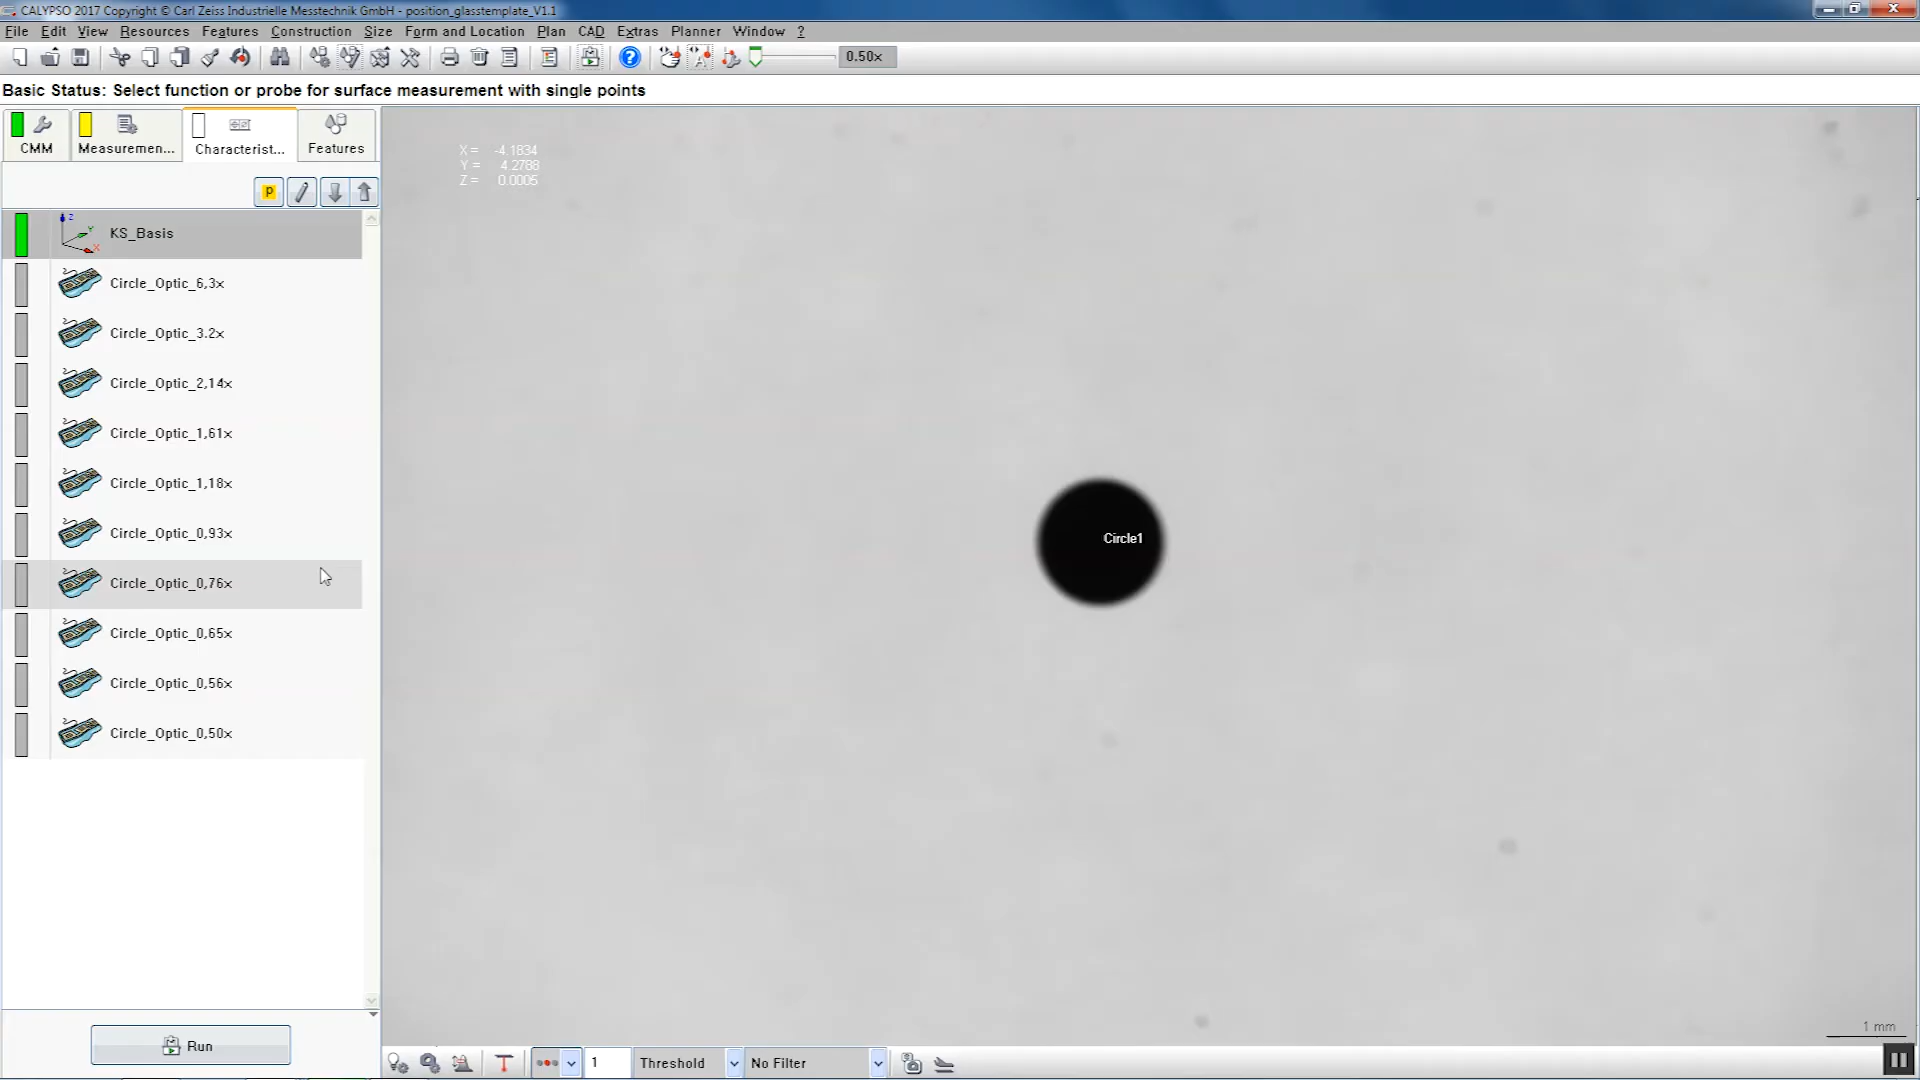 CALYPSO 2017 Copyright © Carl Zeiss Industrielle Messtechnik GmbH - position_glasstemplate_V1.1
File Edit View Resources Features Construction Size Form and Location Plan CAD Extras Planner Window ?
0.50x
Basic Status: Select function or probe for surface measurement with single points
CMM Measuremen... Characterist... Features
P
X = -4.1834
Y = 4.2788
Z = 0.0005
Z Y X KS_Basis
Circle_Optic_6,3x
Circle_Optic_3.2x
Circle_Optic_2,14x
Circle_Optic_1,61x
Circle_Optic_1,18x
Circle_Optic_0,93x
Circle1
Circle_Optic_0,76x
Circle_Optic_0,65x
Circle_Optic_0,56x
Circle_Optic_0,50x
1 mm
Run
1 Threshold No Filter